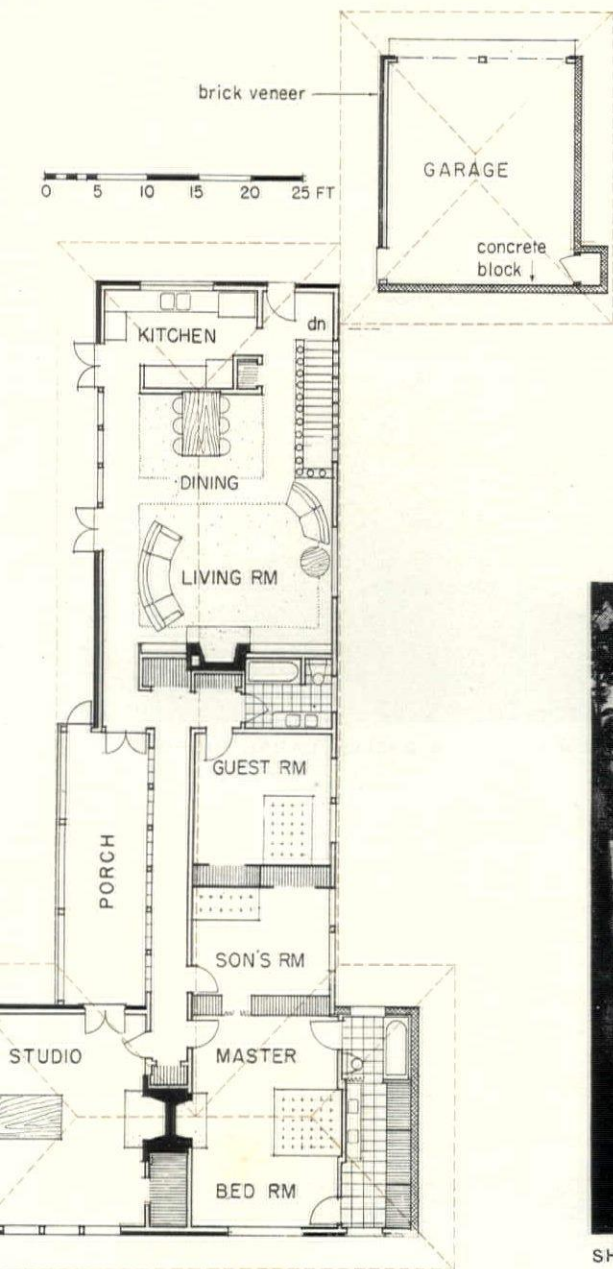 brick veneer
0 5 10 15 20 25 FT
GARAGE
concrete
block
KITCHEN
dn
DINING
LIVING RM
GUEST RM
PORCH
SON'S RM
STUDIO
MASTER
BED RM
SH